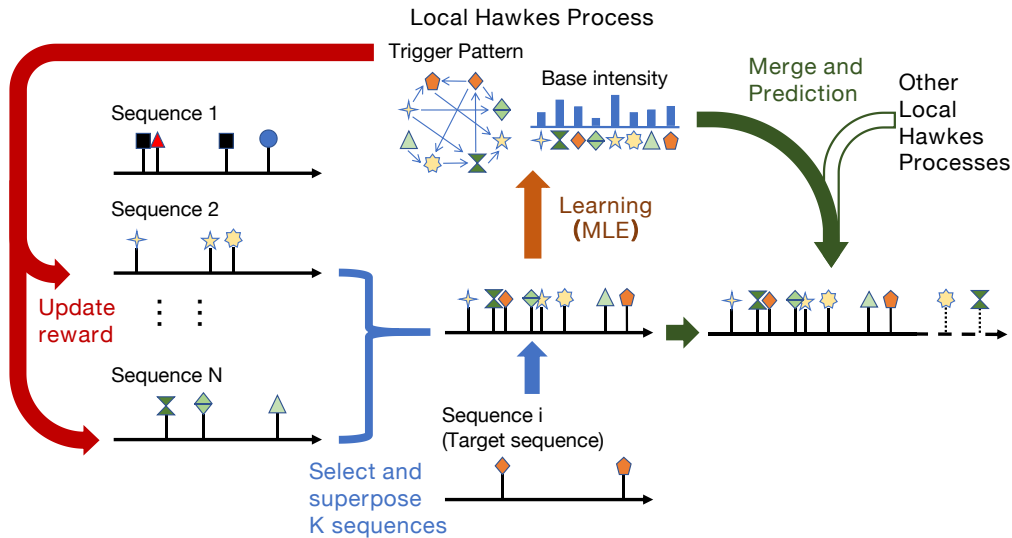 Local Hawkes Process
Trigger Pattern
Base intensity
Merge and
Prediction
Other
Local
Hawkes
Processes
Sequence 1
Learning
(MLE)
Sequence 2
Update
reward
Sequence N
Sequence i
(Target sequence)
Select and
superpose
K sequences